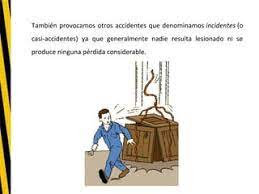 También provocamos otros accidentes que denominamos incidentes (o
casi-accidentes) ya que generalmente nadie resulta lesionado ni se
produce ninguna pérdida considerable.